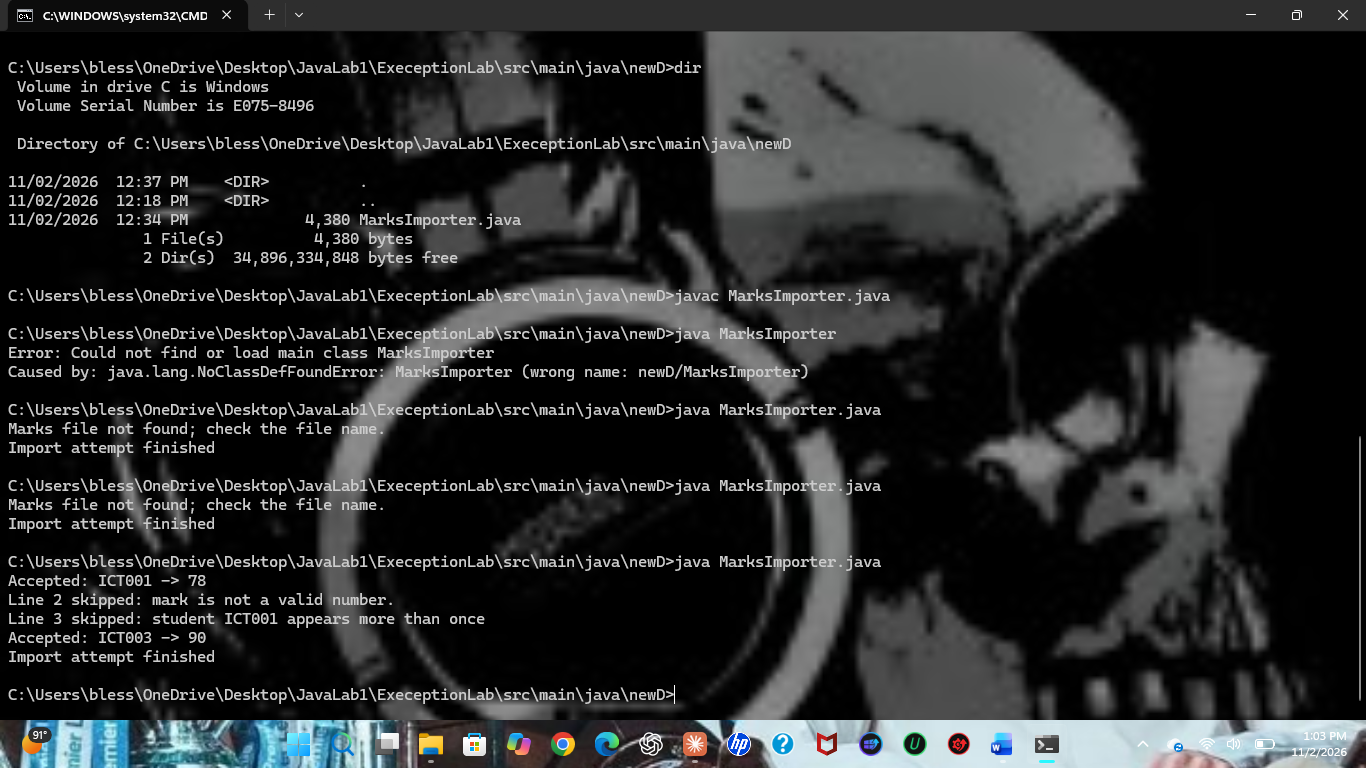 C:\WINDOWS\system32\CMD
C:\Users\bless\OneDrive\Desktop\JavaLab1\ExeceptionLab\src\main\java\newD>dir
Volume in drive C is Windows
Volume Serial Number is E075-8496
Directory of C:\Users\bless\OneDrive\Desktop\JavaLab1\ExeceptionLab\src\main\java\newD
11/02/2026  12:37 PM    <DIR>          .
11/02/2026  12:18 PM    <DIR>          ..
11/02/2026  12:34 PM             4,380 MarksImporter.java
1 File(s)          4,380 bytes
2 Dir(s)  34,896,334,848 bytes free
C:\Users\bless\OneDrive\Desktop\JavaLab1\ExeceptionLab\src\main\java\newD>javac MarksImporter.java
C:\Users\bless\OneDrive\Desktop\JavaLab1\ExeceptionLab\src\main\java\newD>java MarksImporter
Error: Could not find or load main class MarksImporter
Caused by: java.lang.NoClassDefFoundError: MarksImporter (wrong name: newD/MarksImporter)
C:\Users\bless\OneDrive\Desktop\JavaLab1\ExeceptionLab\src\main\java\newD>java MarksImporter.java
Marks file not found; check the file name.
Import attempt finished
C:\Users\bless\OneDrive\Desktop\JavaLab1\ExeceptionLab\src\main\java\newD>java MarksImporter.java
Marks file not found; check the file name.
Import attempt finished
C:\Users\bless\OneDrive\Desktop\JavaLab1\ExeceptionLab\src\main\java\newD>java MarksImporter.java
Accepted: ICT001 -> 78
Line 2 skipped: mark is not a valid number.
Line 3 skipped: student ICT001 appears more than once
Accepted: ICT003 -> 90
Import attempt finished
C:\Users\bless\OneDrive\Desktop\JavaLab1\ExeceptionLab\src\main\java\newD>
91°
hp
1:03 PM
11/2/2026